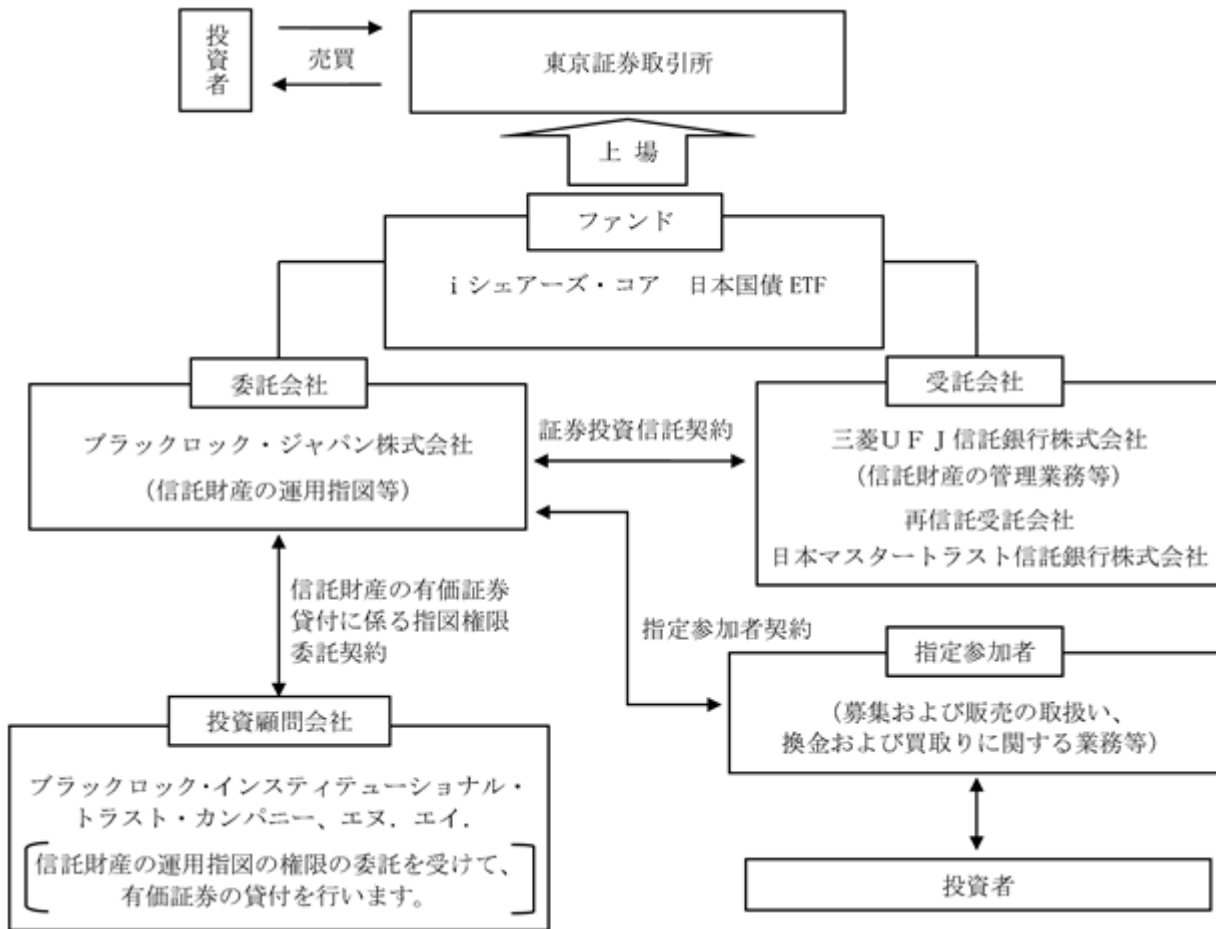 投資者
売買
東京証券取引所
上 場
ファンド
i シェアーズ・コア　日本国債 ETF
委託会社
ブラックロック・ジャパン株式会社
(信託財産の運用指図等)
証券投資信託契約
受託会社
三菱ＵＦＪ信託銀行株式会社
(信託財産の管理業務等)
再信託受託会社
日本マスタートラスト信託銀行株式会社
信託財産の有価証券
貸付に係る指図権限
委託契約
指定参加者契約
指定参加者
(募集および販売の取扱い、
換金および買取りに関する業務等)
投資顧問会社
ブラックロック・インスティテューショナル・
トラスト・カンパニー、エヌ．エイ．
信託財産の運用指図の権限の委託を受けて、
有価証券の貸付を行います。
投資者